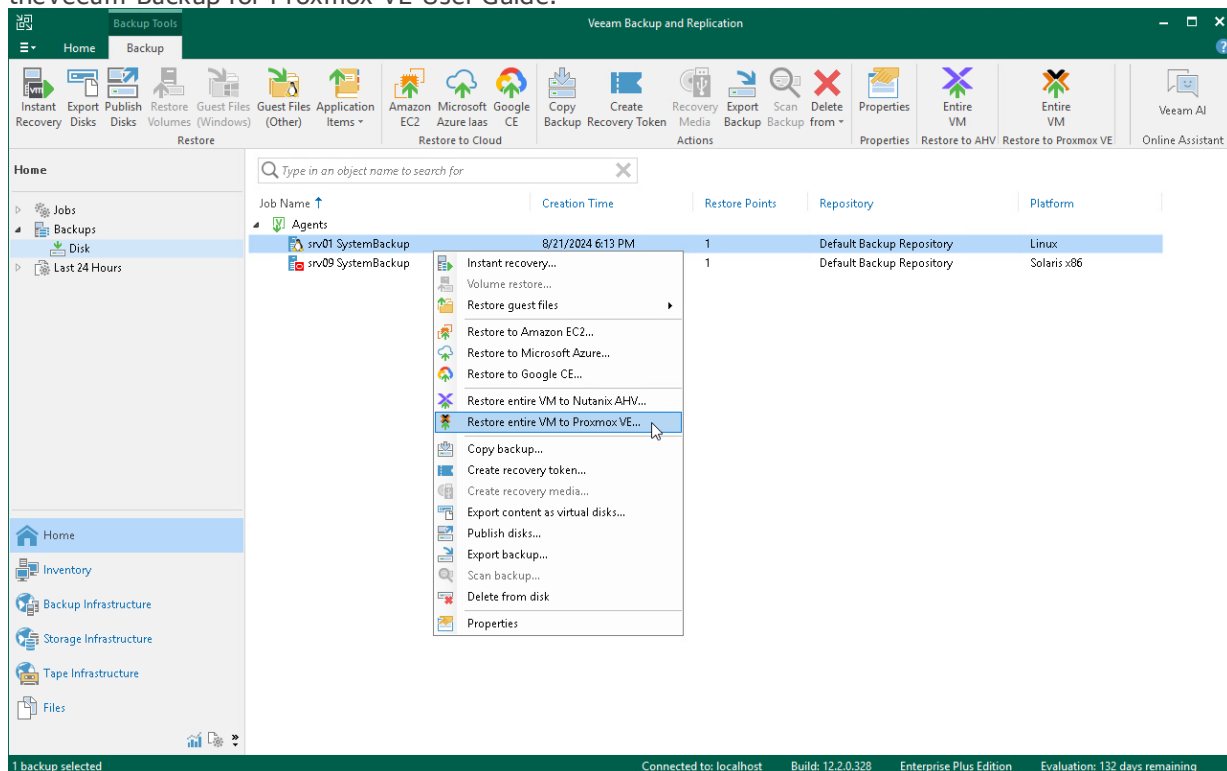 theVeeam Backup for Proxmox VE User Guide.
Backup Tools
Veeam Backup and Replication
Home Backup
Instant Recovery
Export Disks
Publish Disks
Restore Volumes
Guest Files (Windows)
Guest Files (Other)
Application Items
Amazon EC2
Microsoft Azure Iaas
Google CE
Copy Backup
Create Recovery Token
Recovery Media
Export Backup
Scan Backup
Delete from
Properties
Entire VM
Entire VM
Veeam AI
Restore
Restore to Cloud
Actions
Properties
Restore to AHV
Restore to Proxmox VE
Online Assistant
Home
Type in an object name to search for
Jobs
Backups
Disk
Last 24 Hours
Job Name Creation Time Restore Points Repository Platform
Agents
srv01 SystemBackup 8/21/2024 6:13 PM 1 Default Backup Repository Linux
srv09 SystemBackup 1 Default Backup Repository Solaris x86
Instant recovery...
Volume restore...
Restore guest files
Restore to Amazon EC2...
Restore to Microsoft Azure...
Restore to Google CE...
Restore entire VM to Nutanix AHV...
Restore entire VM to Proxmox VE...
Copy backup...
Create recovery token...
Create recovery media...
Export content as virtual disks...
Publish disks...
Export backup...
Scan backup...
Delete from disk
Properties
Home
Inventory
Backup Infrastructure
Storage Infrastructure
Tape Infrastructure
Files
1 backup selected
Connected to: localhost Build: 12.2.0.328 Enterprise Plus Edition Evaluation: 132 days remaining